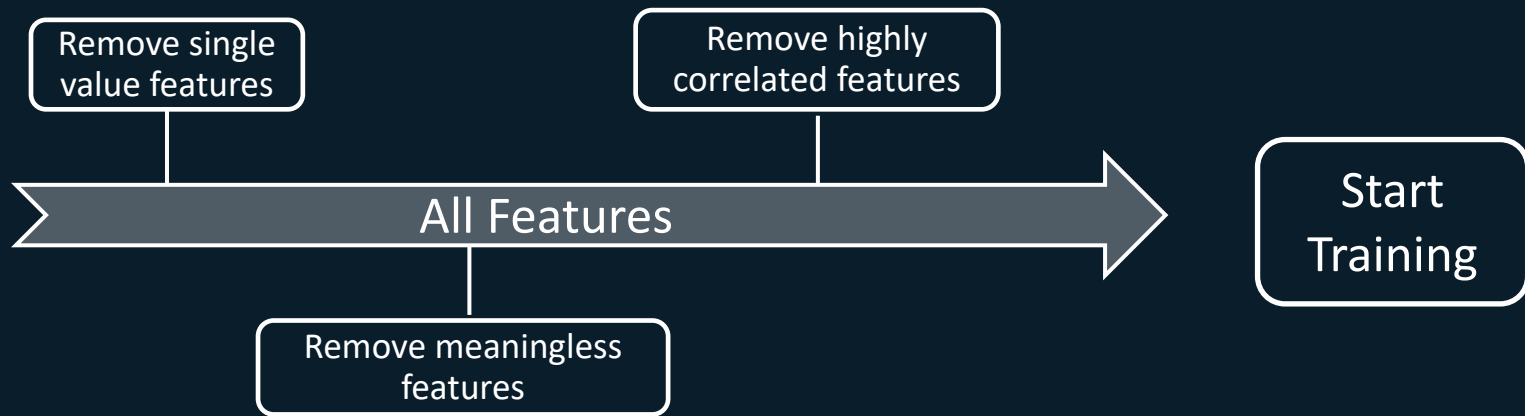 Remove single
value features
Remove highly
correlated features
All Features
Start
Training
Remove meaningless
features